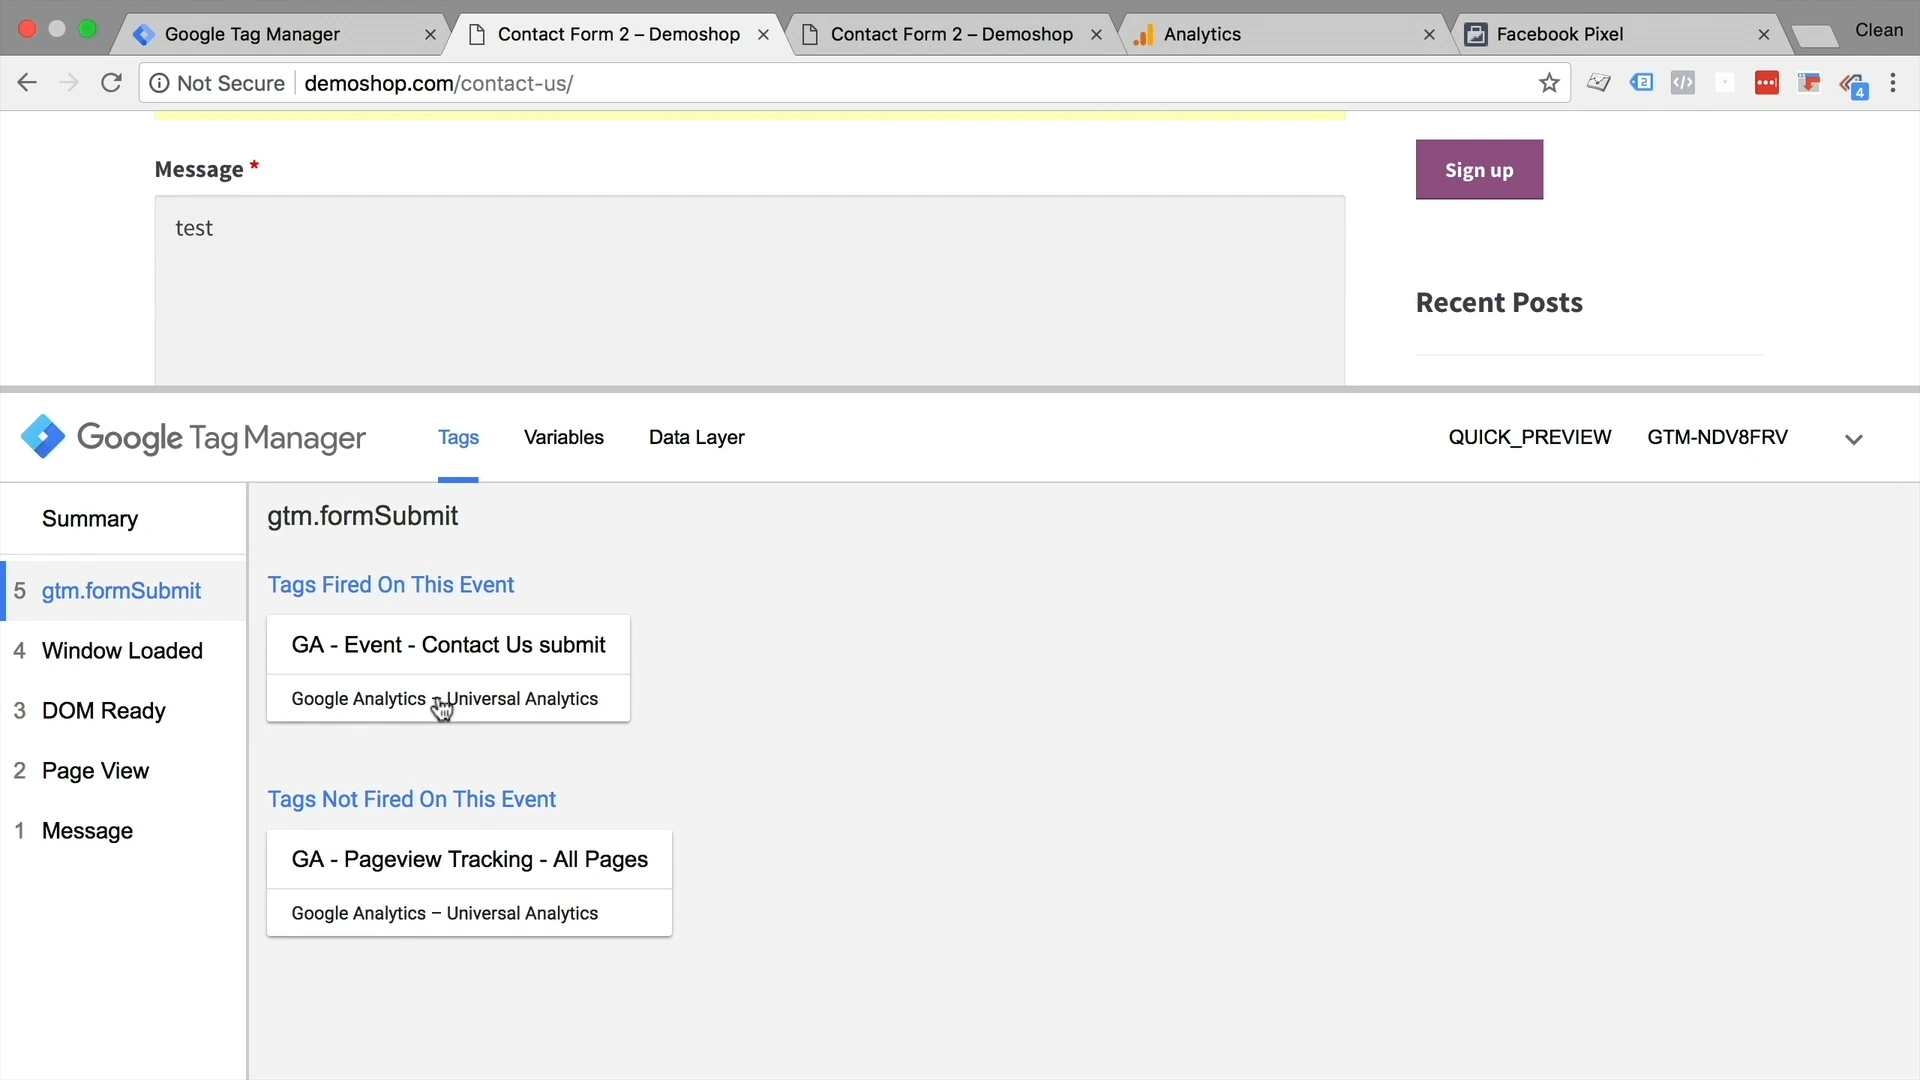 Google Tag Manager
Contact Form 2 – Demoshop
Contact Form 2 – Demoshop
Analytics
Facebook Pixel
Clean
Not Secure
demoshop.com/contact-us/
2
4
Message *
test
Sign up
Recent Posts
Google Tag Manager
Tags
Variables
Data Layer
QUICK_PREVIEW
GTM-NDV8FRV
Summary
5 gtm.formSubmit
4 Window Loaded
3 DOM Ready
2 Page View
1 Message
gtm.formSubmit
Tags Fired On This Event
GA - Event - Contact Us submit
Google Analytics – Universal Analytics
Tags Not Fired On This Event
GA - Pageview Tracking - All Pages
Google Analytics – Universal Analytics